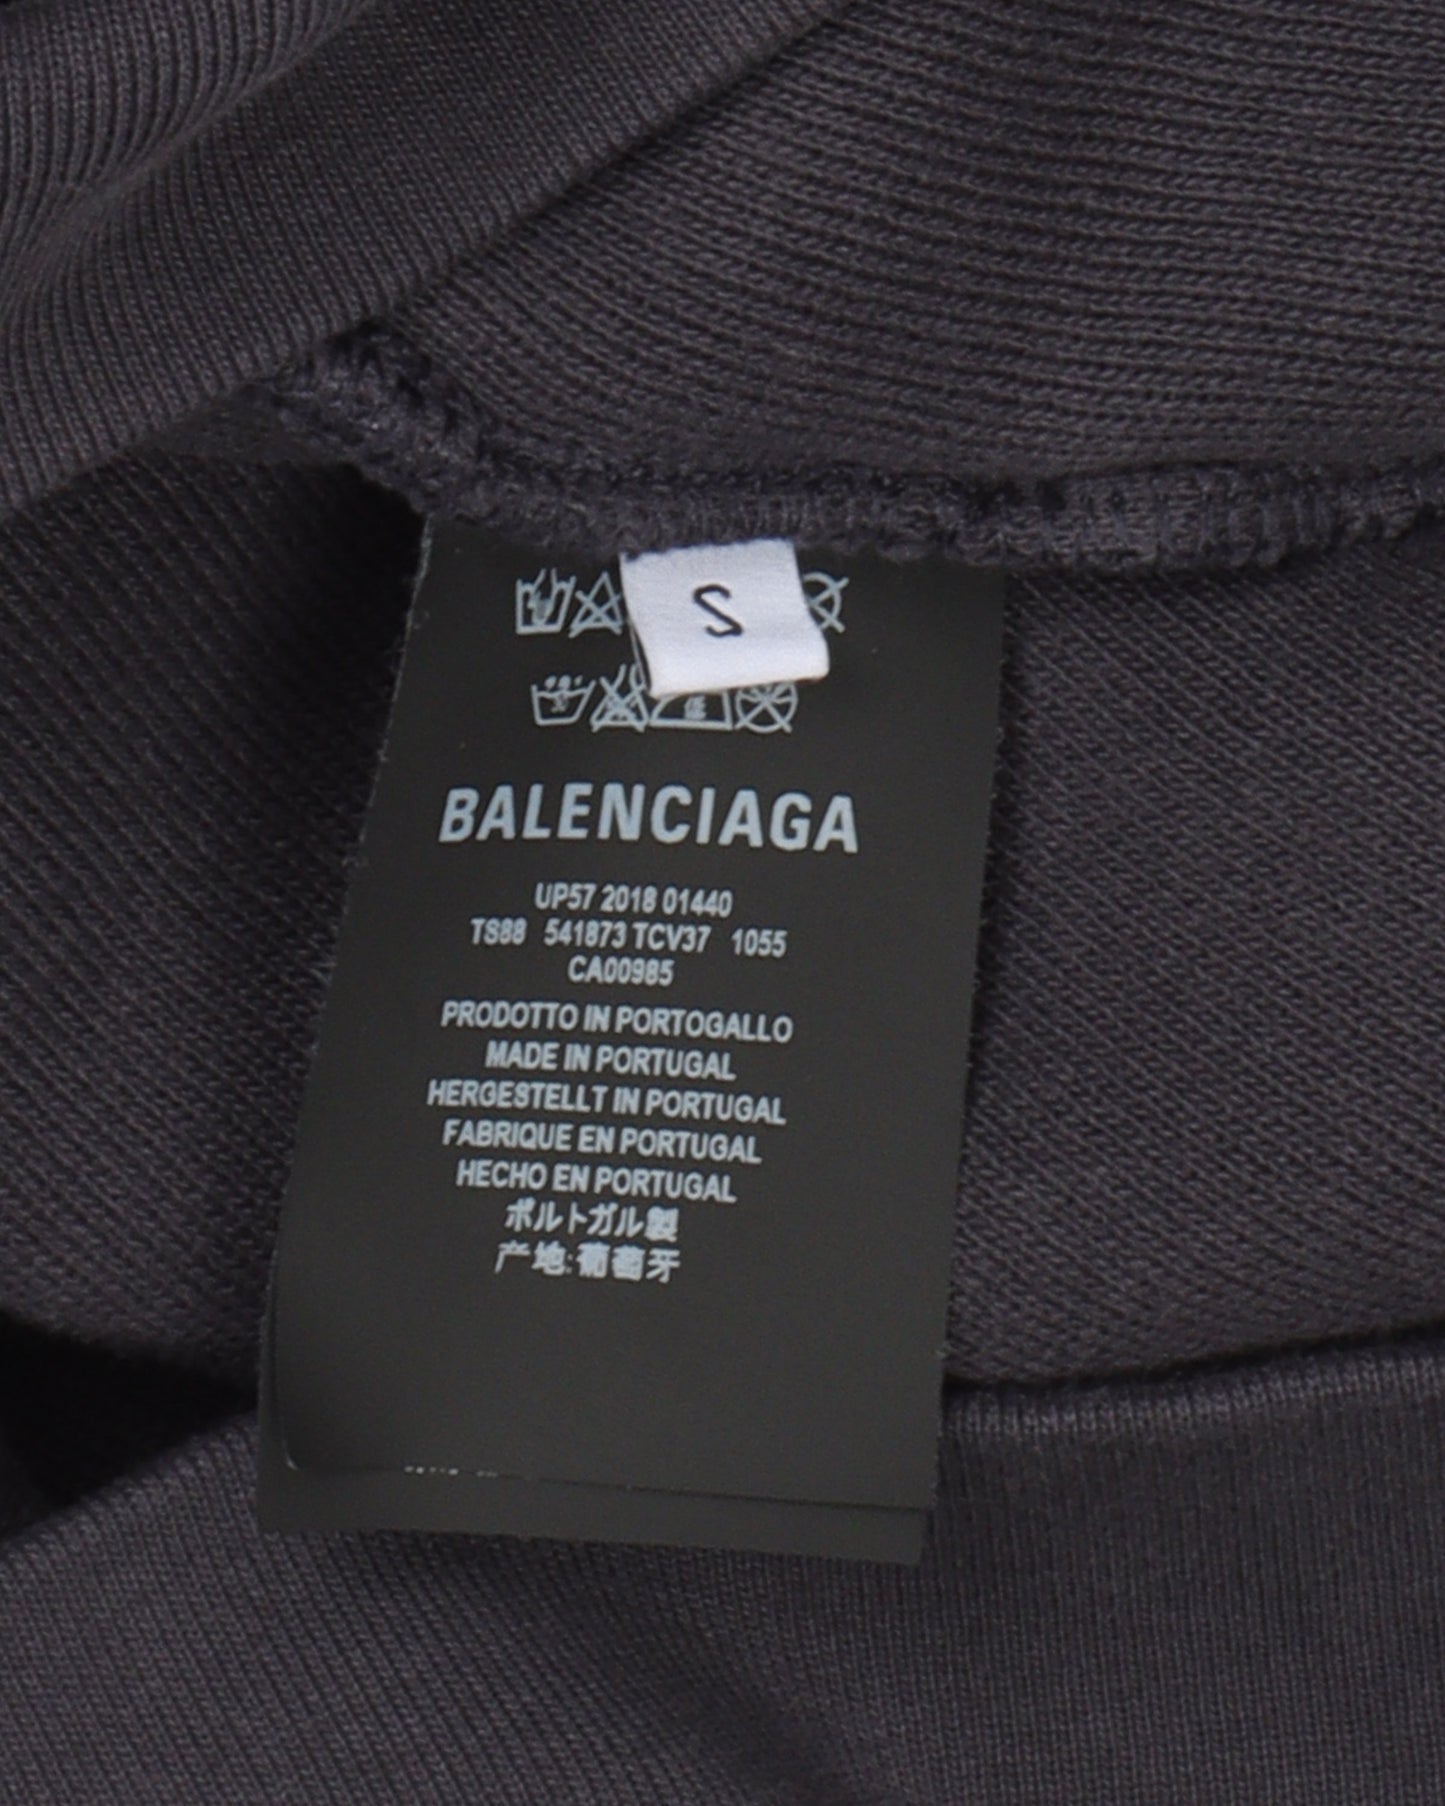 S
BALENCIAGA
UP57 2018 01440
TS88 541873 TCV37 1055
CA00985
PRODOTTO IN PORTOGALLO
MADE IN PORTUGAL
HERGESTELLT IN PORTUGAL
FABRIQUE EN PORTUGAL
HECHO EN PORTUGAL
ポルトガル製
产地:葡萄牙